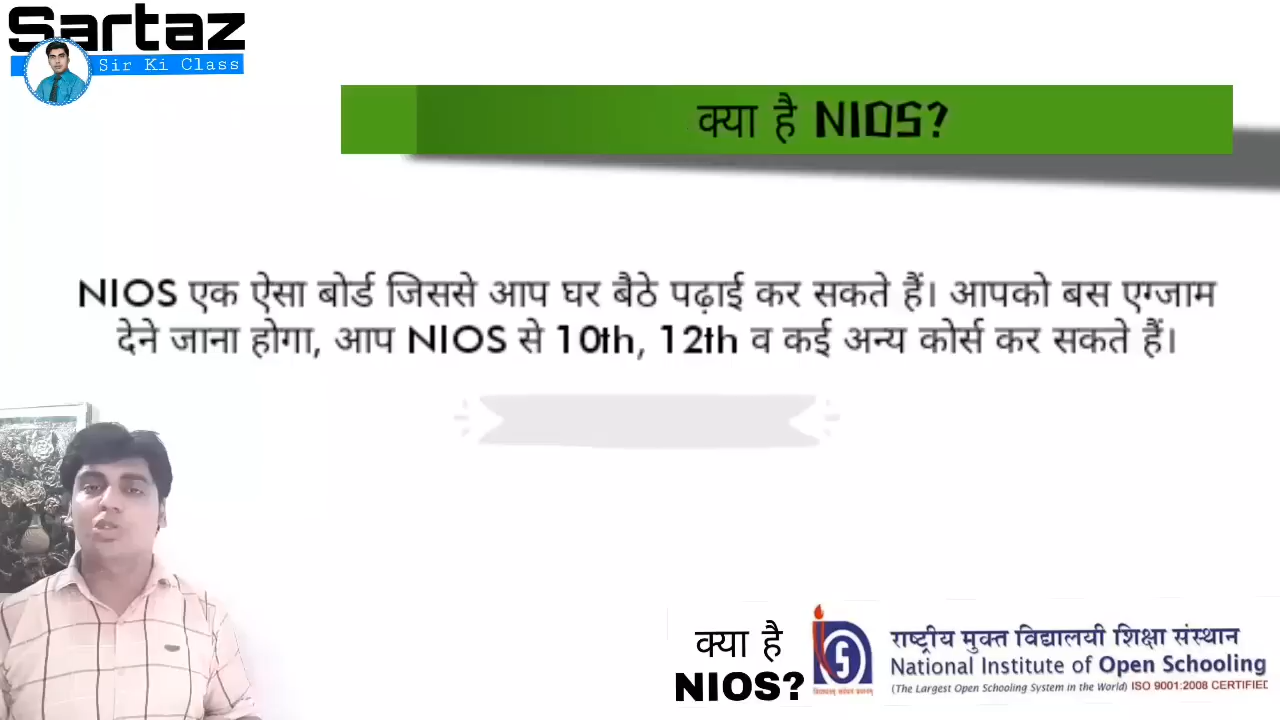 Sartaz
Sir Ki Class
क्या है NIOS?
NIOS एक ऐसा बोर्ड जिससे आप घर बैठे पढ़ाई कर सकते हैं। आपको बस एग्जाम
देने जाना होगा, आप NIOS से 10th, 12th व कई अन्य कोर्स कर सकते हैं।
क्या है
NIOS?
राष्ट्रीय मुक्त विद्यालयी शिक्षा संस्थान
National Institute of Open Schooling
(The Largest Open Schooling System in the World) ISO 9001:2008 CERTIFIED